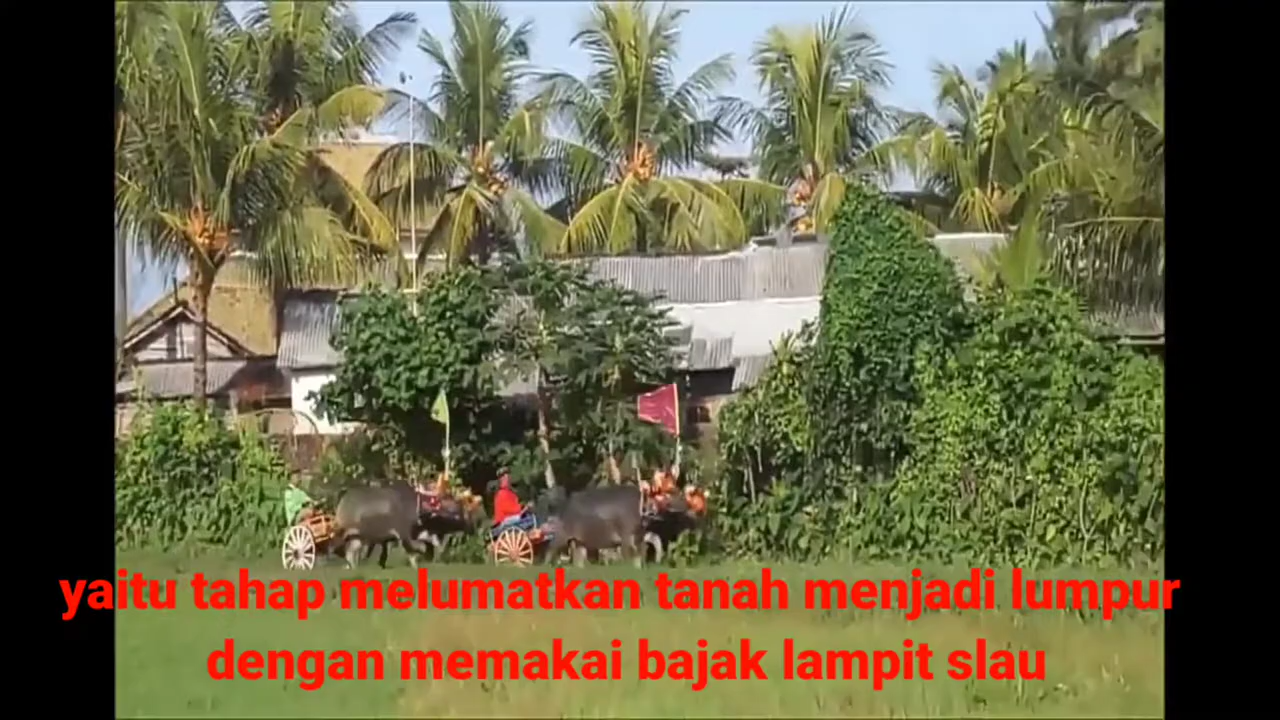 yaitu tahap melumatkan tanah menjadi lumpur
dengan memakai bajak lampit slau